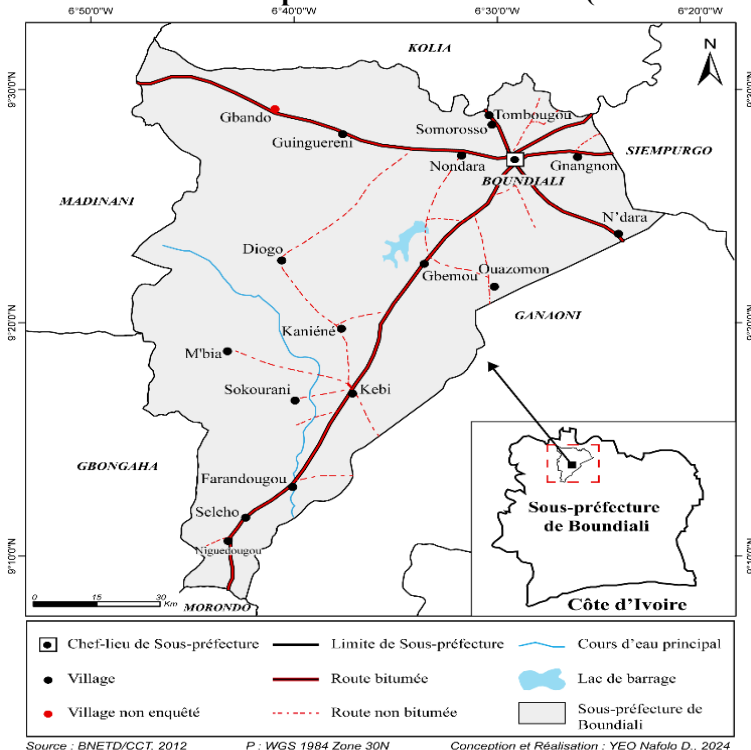 6°50'0"W 6°40'0"W 6°30'0"W 6°20'0"W
KOLIA
N
9°30'0"N 9°30'0"N
Gbando
Tombougou
Somorosso
Guinguereni
SIEMPURGO
Nondara
Gnangnon
BOUNDIALI
MADINANI
N'dara
Diogo
Gbemou
Ouazomon
9°20'0"N 9°20'0"N
GANAONI
Kaniéné
M'bia
Sokourani
Kebi
GBONGAHA
Farandougou
Sous-préfecture
de Boundiali
Seleho
Niguedougou
9°10'0"N 9°10'0"N
0 15 30
Km
MORONDO
Côte d'Ivoire
Chef-lieu de Sous-préfecture Limite de Sous-préfecture Cours d'eau principal
Village Route bitumée Lac de barrage
Village non enquêté Route non bitumée Sous-préfecture de
Boundiali
Source : BNETD/CCT, 2012 P : WGS 1984 Zone 30N Conception et Réalisation : YEO Nafolo D., 2024